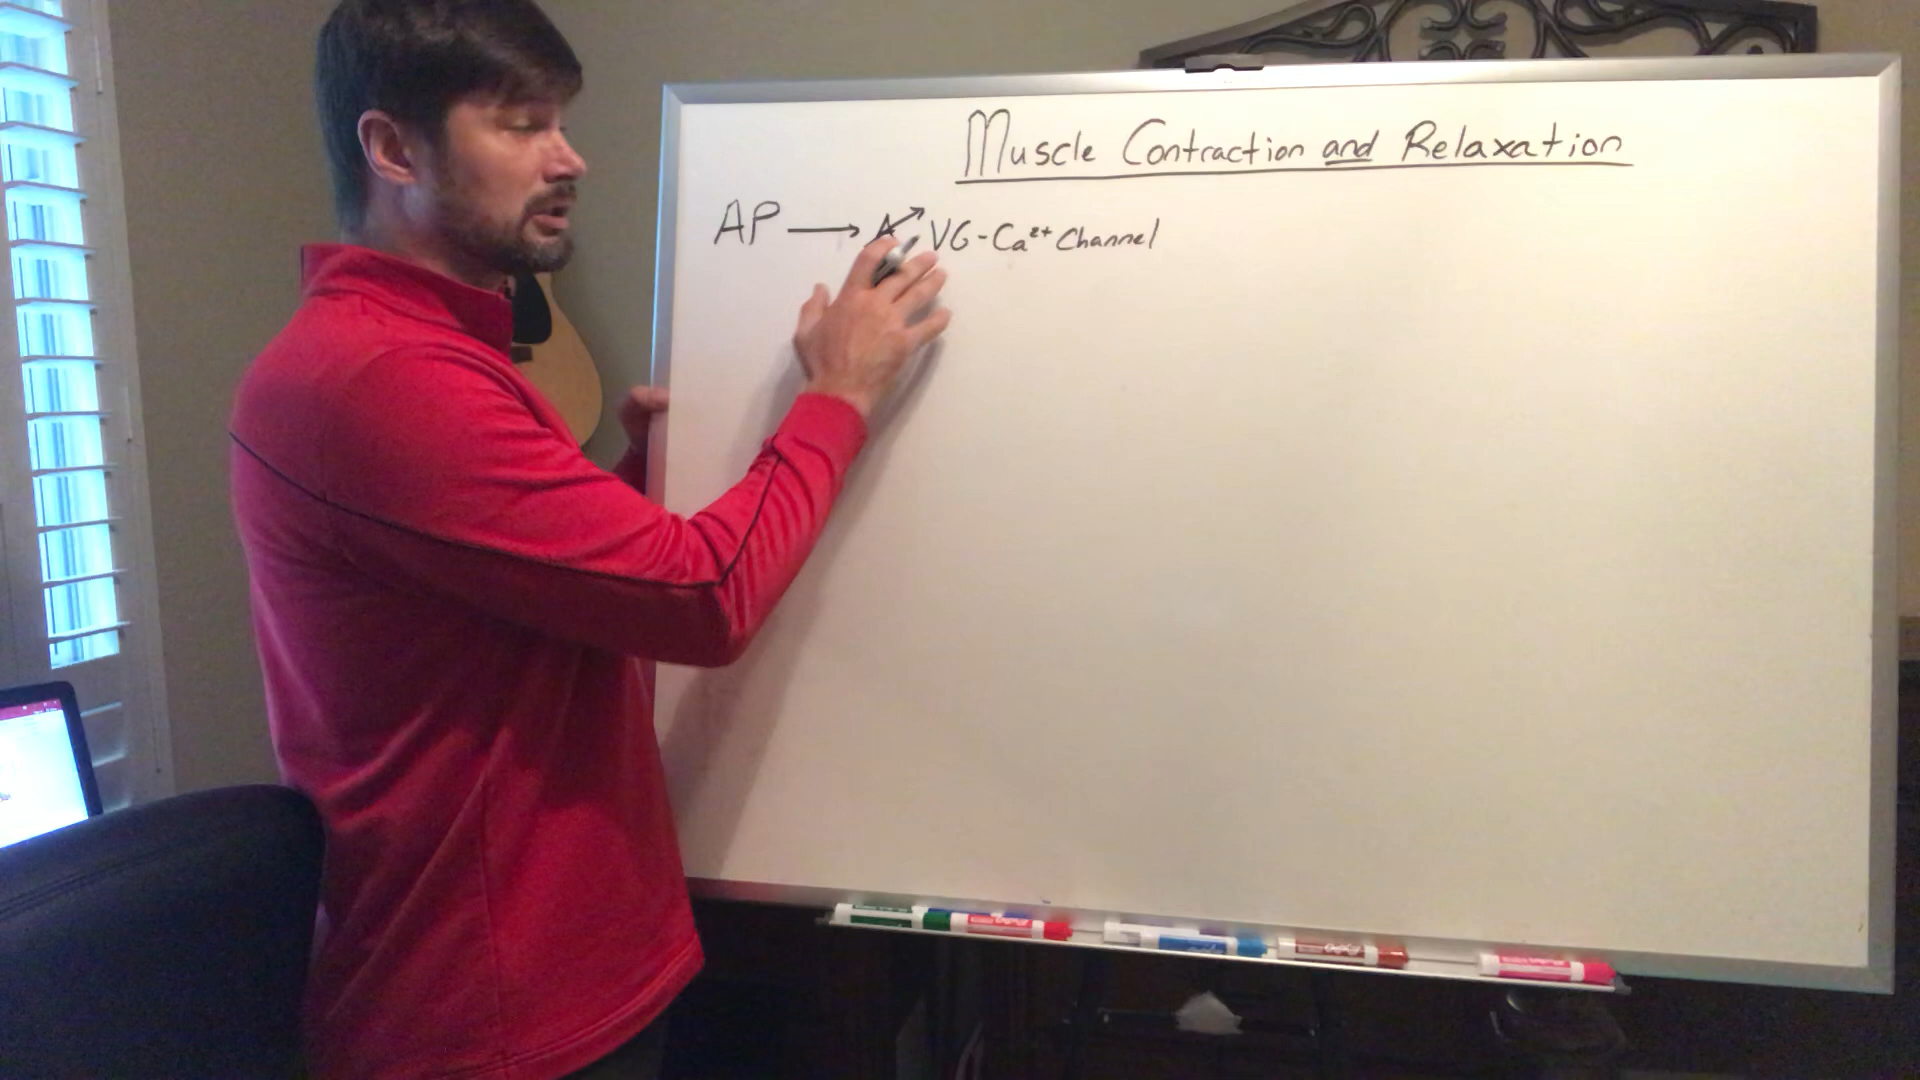 Muscle Contraction and Relaxation
AP → VG-Ca²⁺ Channel